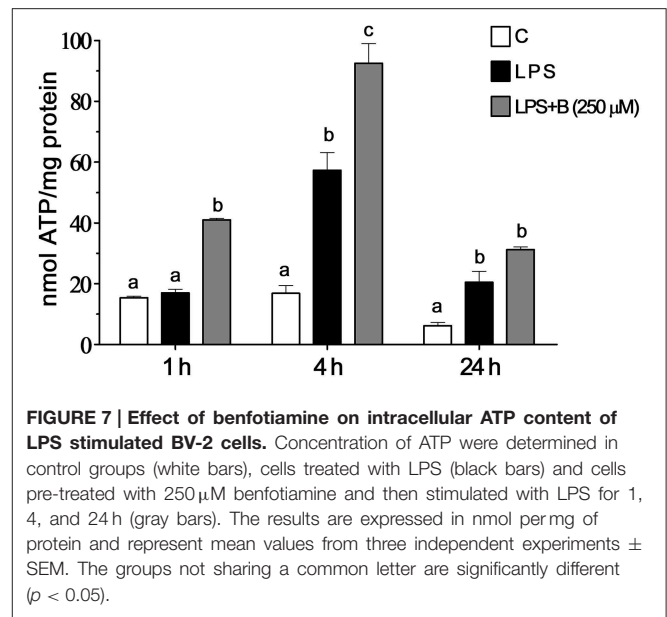 100
80
60
40
20
0
nmol ATP/mg protein
C
LPS
LPS+B (250 µM)
a a b
a b c
a b b
1 h 4 h 24 h
FIGURE 7 | Effect of benfotiamine on intracellular ATP content of
LPS stimulated BV-2 cells. Concentration of ATP were determined in
control groups (white bars), cells treated with LPS (black bars) and cells
pre-treated with 250 µM benfotiamine and then stimulated with LPS for 1,
4, and 24 h (gray bars). The results are expressed in nmol per mg of
protein and represent mean values from three independent experiments ±
SEM. The groups not sharing a common letter are significantly different
(p < 0.05).